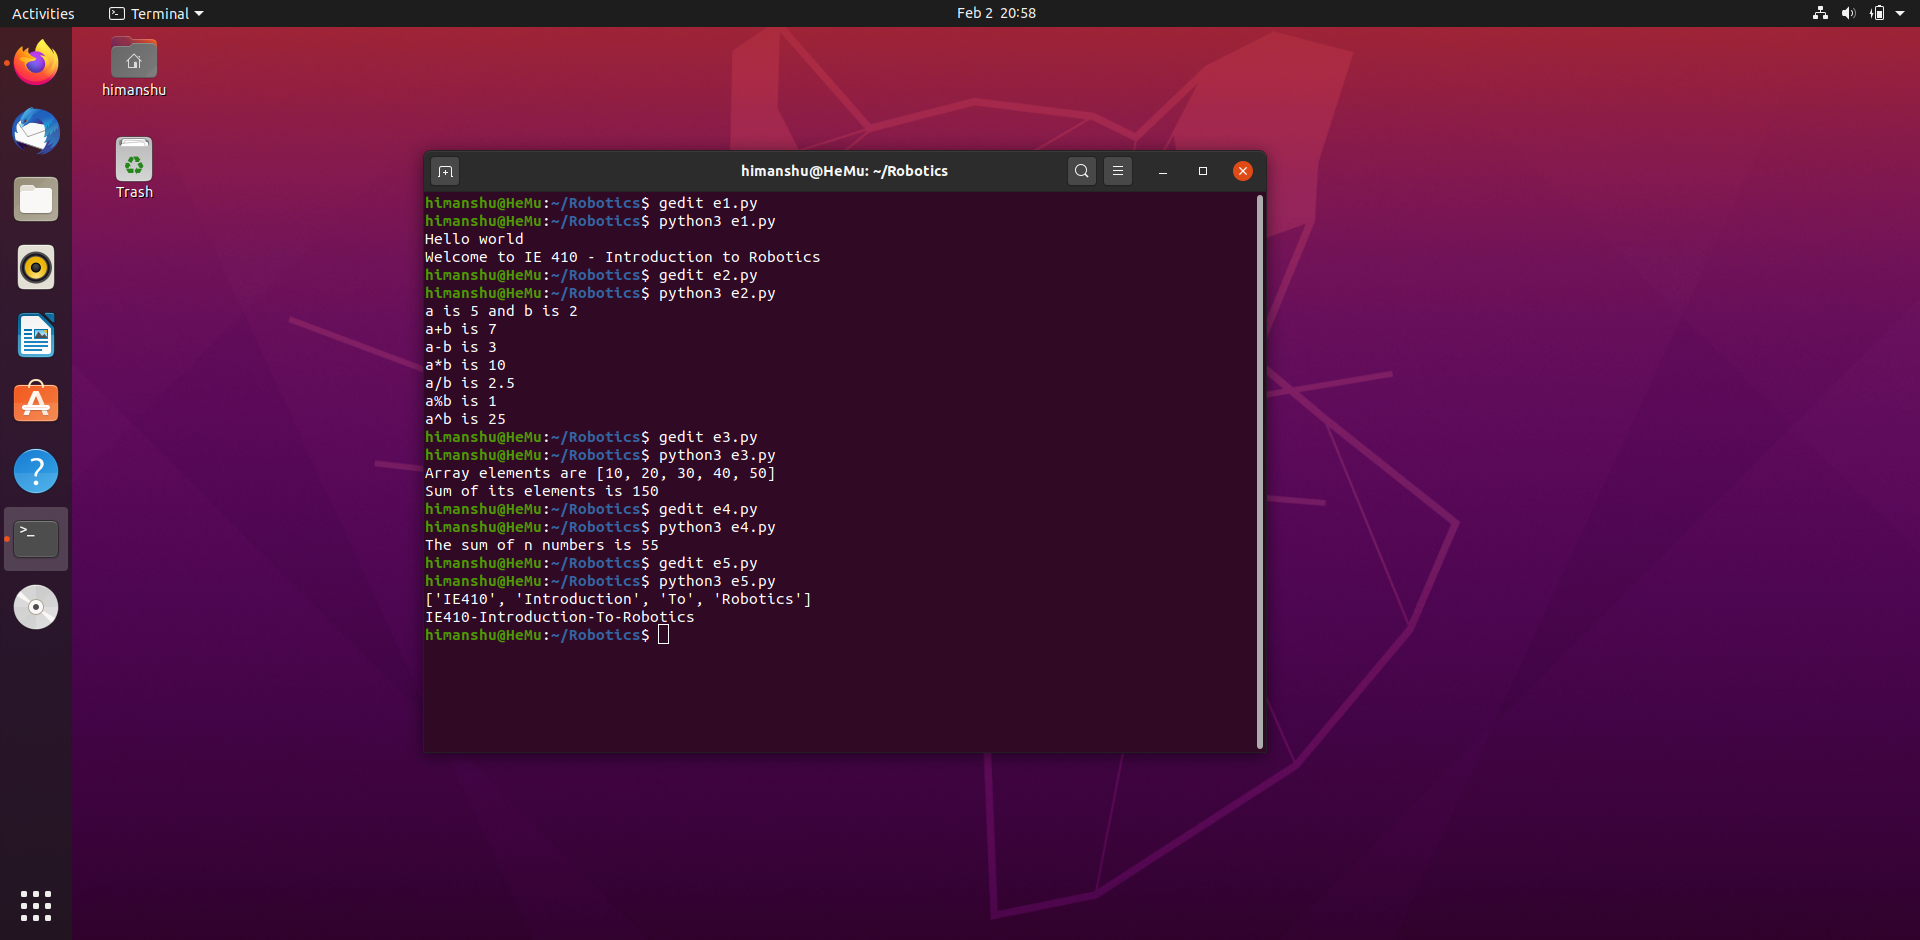 Activities
Terminal
Feb 2 20:58
himanshu
Trash
himanshu@HeMu: ~/Robotics
himanshu@HeMu:~/Robotics$ gedit e1.py
himanshu@HeMu:~/Robotics$ python3 e1.py
Hello world
Welcome to IE 410 - Introduction to Robotics
himanshu@HeMu:~/Robotics$ gedit e2.py
himanshu@HeMu:~/Robotics$ python3 e2.py
a is 5 and b is 2
a+b is 7
a-b is 3
a*b is 10
a/b is 2.5
a%b is 1
a^b is 25
himanshu@HeMu:~/Robotics$ gedit e3.py
himanshu@HeMu:~/Robotics$ python3 e3.py
Array elements are [10, 20, 30, 40, 50]
Sum of its elements is 150
himanshu@HeMu:~/Robotics$ gedit e4.py
himanshu@HeMu:~/Robotics$ python3 e4.py
The sum of n numbers is 55
himanshu@HeMu:~/Robotics$ gedit e5.py
himanshu@HeMu:~/Robotics$ python3 e5.py
['IE410', 'Introduction', 'To', 'Robotics']
IE410-Introduction-To-Robotics
himanshu@HeMu:~/Robotics$